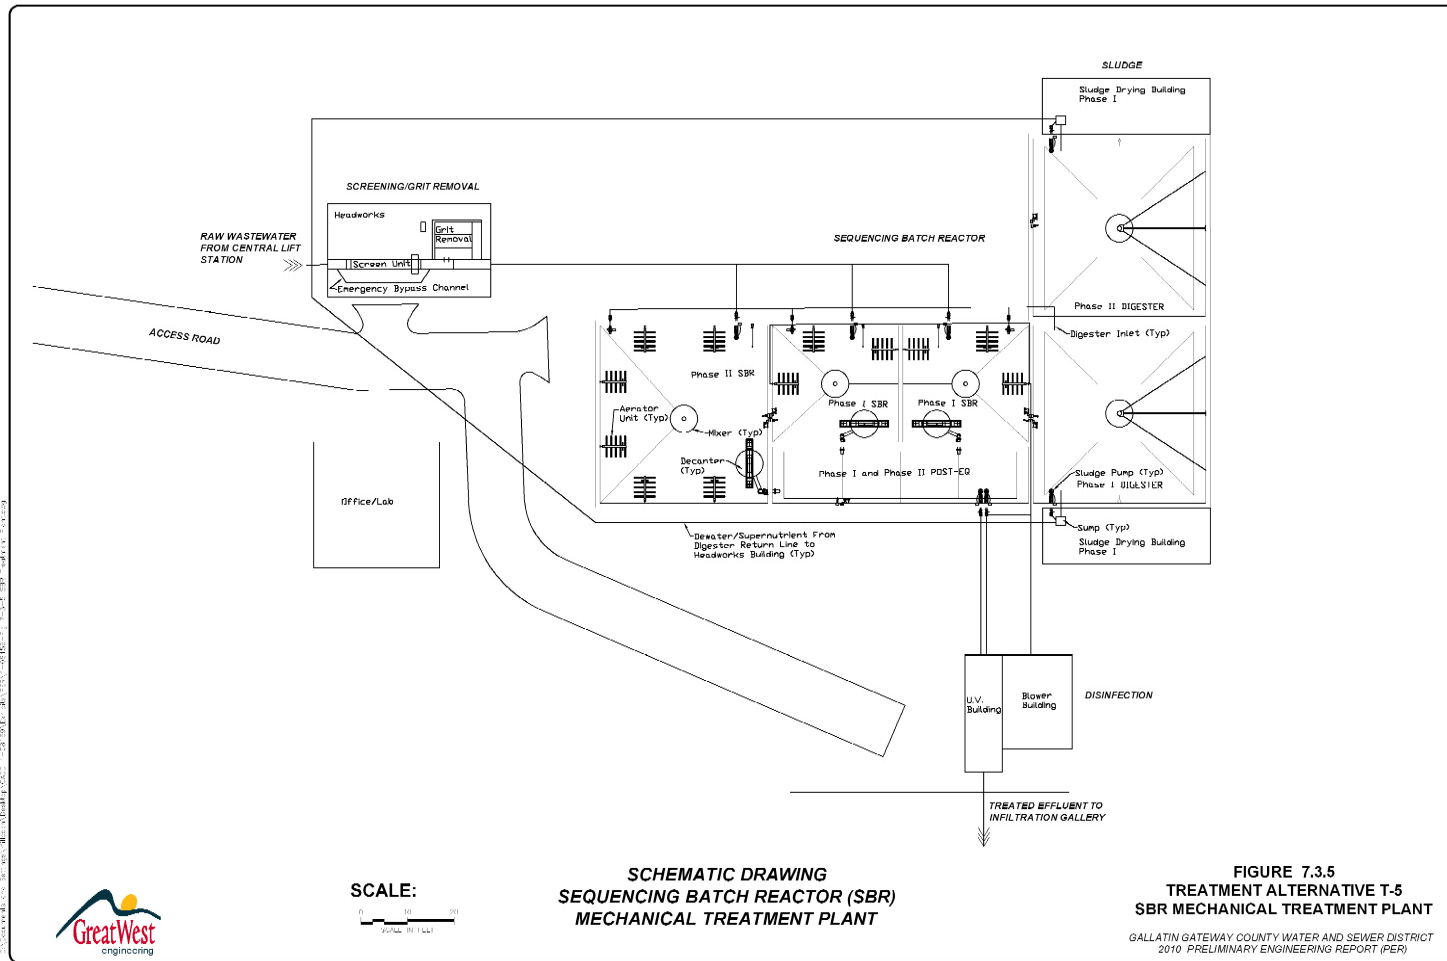 SLUDGE
Sludge Drying Building
Phase I
SCREENING/GRIT REMOVAL
Headworks
Grit
Removal
RAW WASTEWATER
FROM CENTRAL LIFT
STATION
Screen Unit
Emergency Bypass Channel
SEQUENCING BATCH REACTOR
Phase II DIGESTER
ACCESS ROAD
Digester Inlet (Typ)
Phase II SBR
Phase I SBR
Phase I SBR
Aerator
Unit (Typ)
Mixer (Typ)
Decanter
(Typ)
Phase I and Phase II POST-EQ
Sludge Pump (Typ)
Phase I DIGESTER
Office/Lab
Sump (Typ)
Sludge Drying Building
Phase I
Dewater/Supernutrient From
Digester Return Line to
Headworks Building (Typ)
U.V.
Building
Blower
Building
DISINFECTION
TREATED EFFLUENT TO
INFILTRATION GALLERY
GreatWest
engineering
SCALE:
0 10 20
SCALE IN FEET
SCHEMATIC DRAWING
SEQUENCING BATCH REACTOR (SBR)
MECHANICAL TREATMENT PLANT
FIGURE 7.3.5
TREATMENT ALTERNATIVE T-5
SBR MECHANICAL TREATMENT PLANT
GALLATIN GATEWAY COUNTY WATER AND SEWER DISTRICT
2010 PRELIMINARY ENGINEERING REPORT (PER)